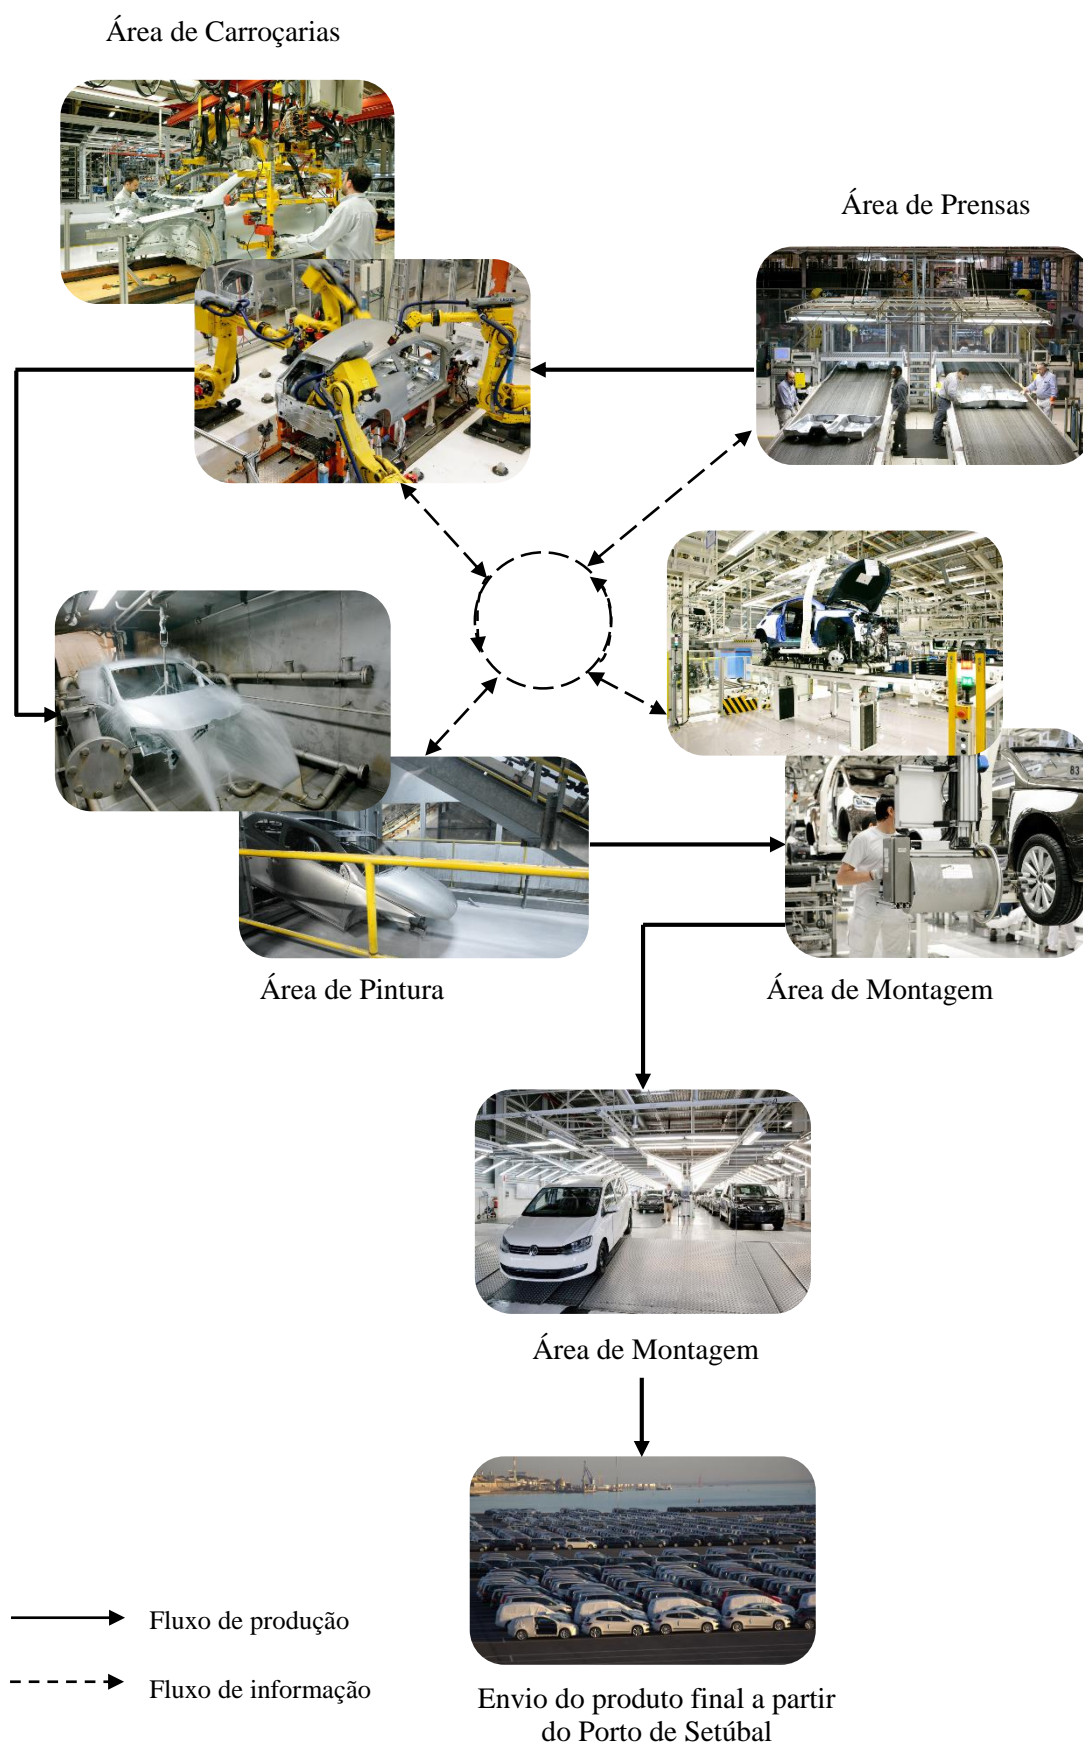 Área de Carroçarias
Área de Prensas
83
Área de Pintura
Área de Montagem
Área de Montagem
Fluxo de produção
Fluxo de informação
Envio do produto final a partir
do Porto de Setúbal